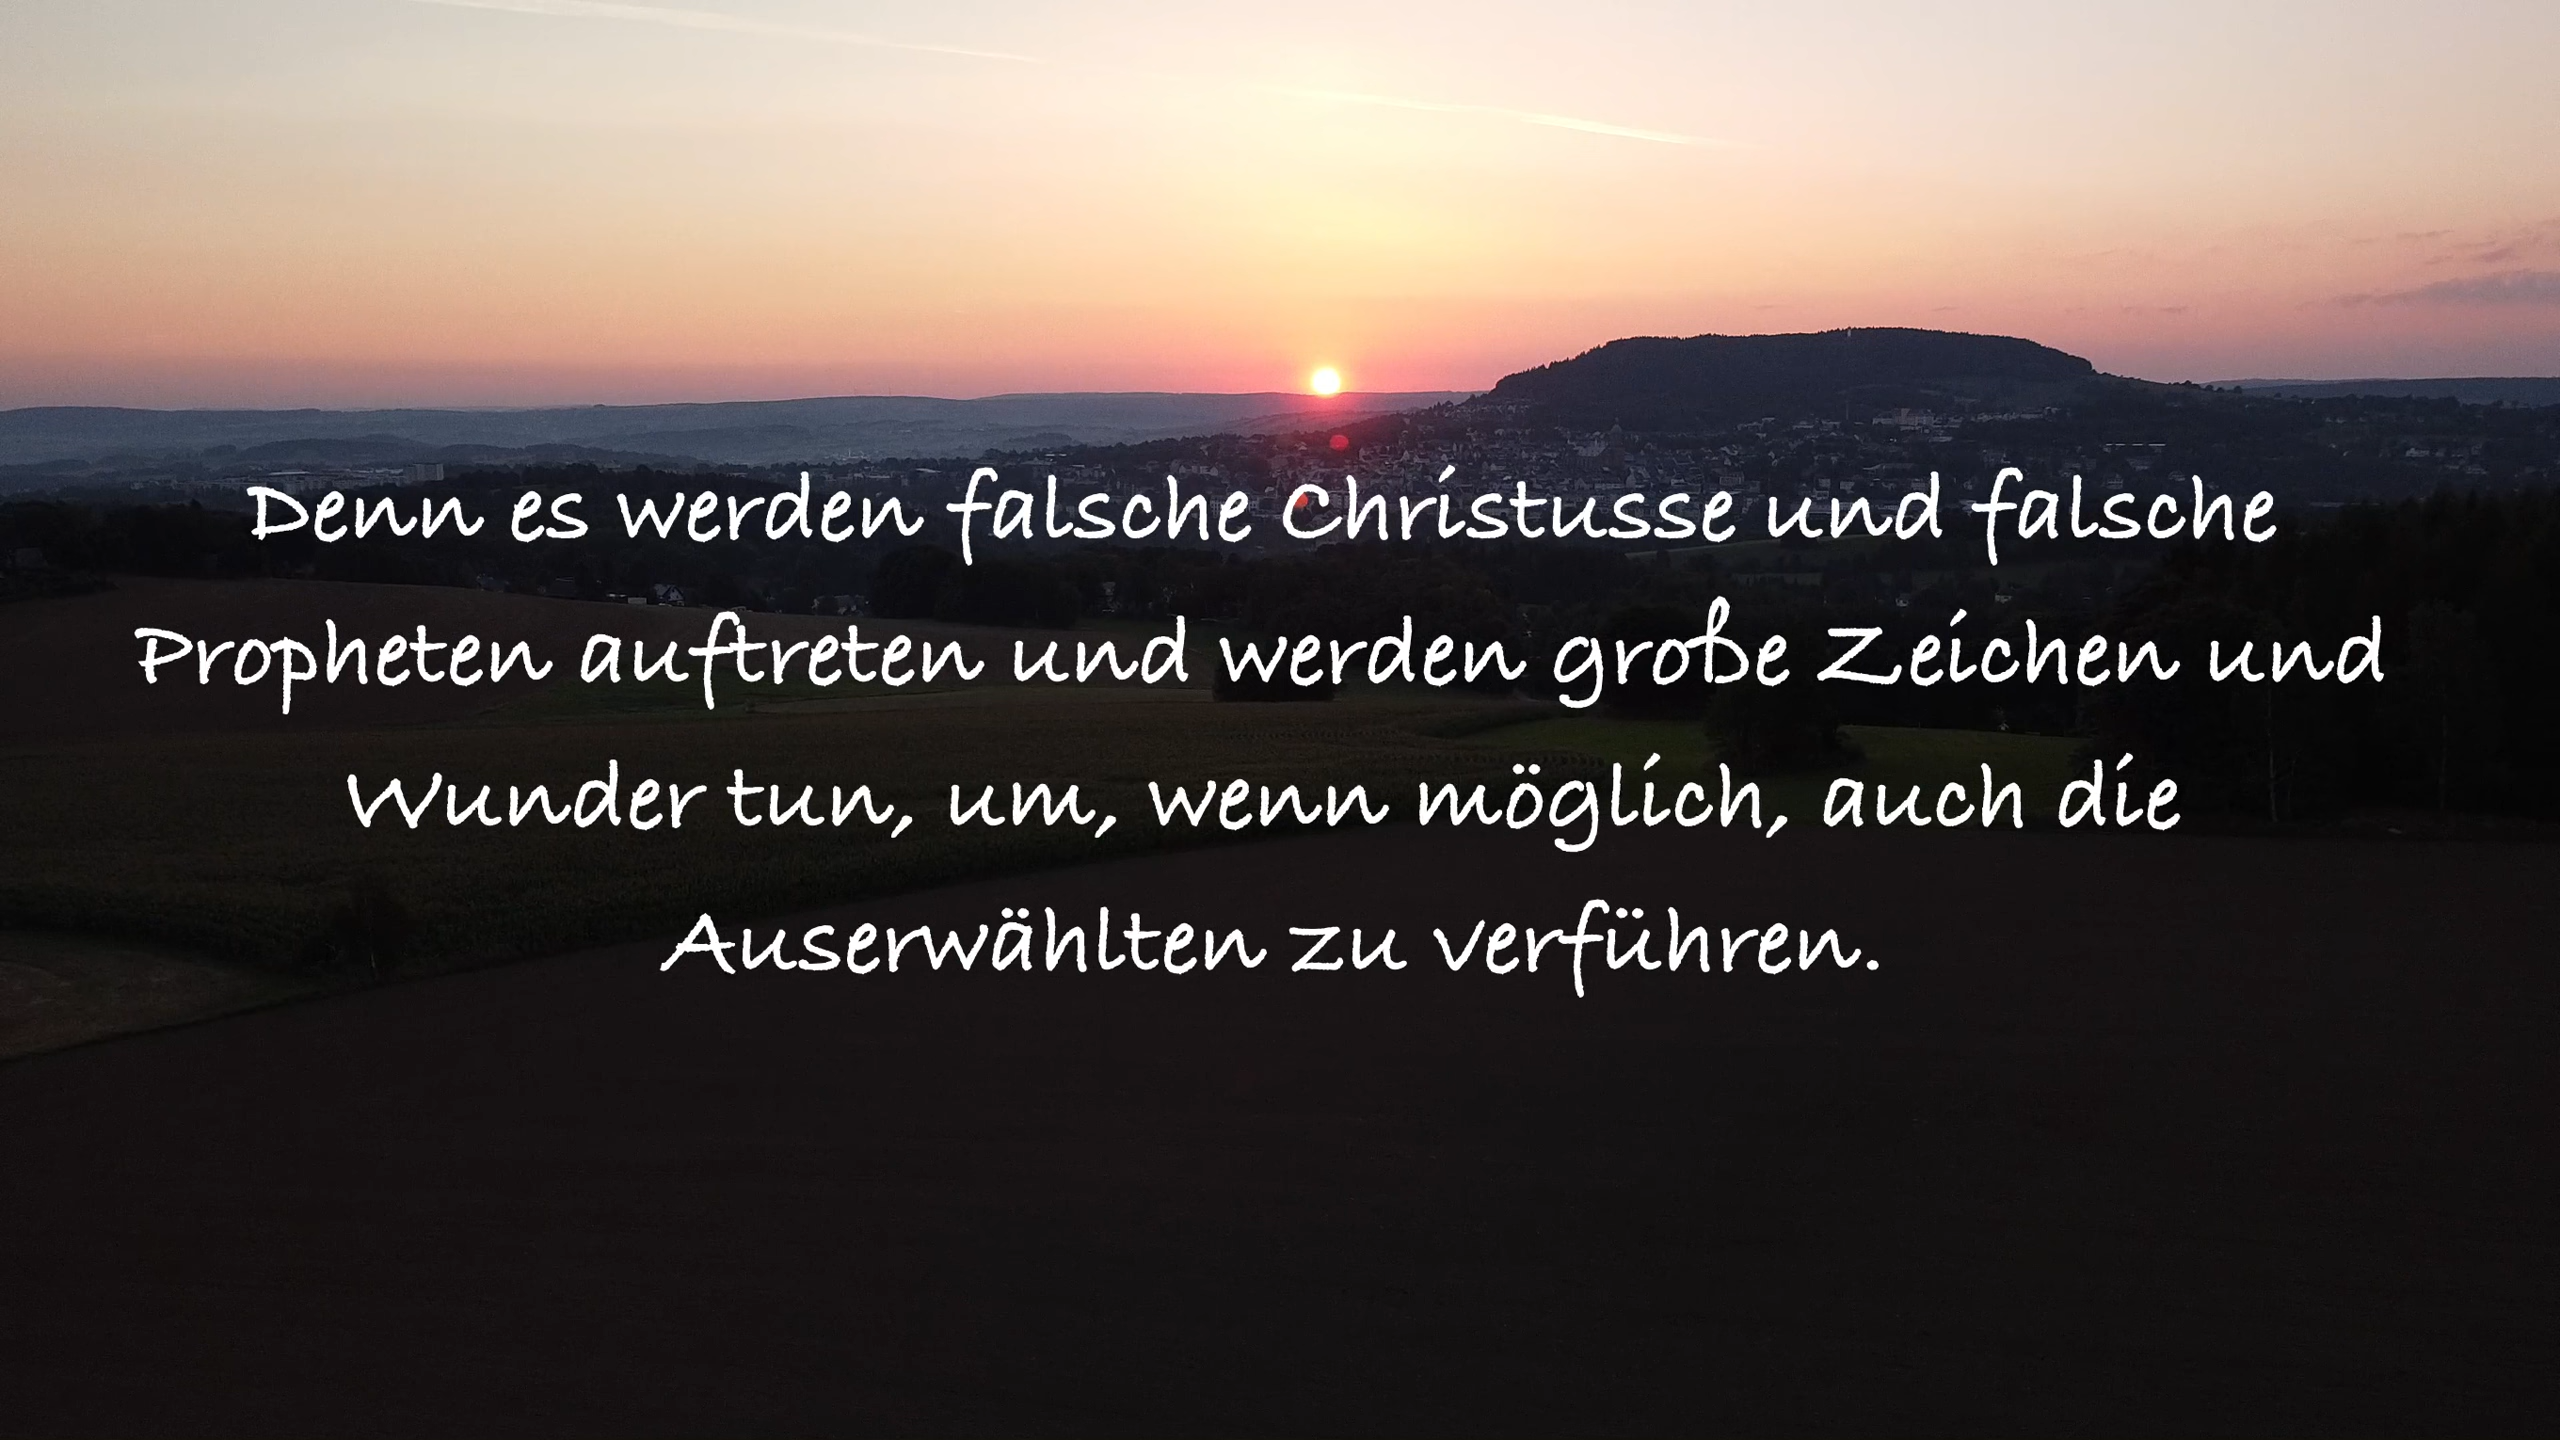 Denn es werden falsche Christusse und falsche
Propheten auftreten und werden große Zeichen und
Wunder tun, um, wenn möglich, auch die
Auserwählten zu verführen.